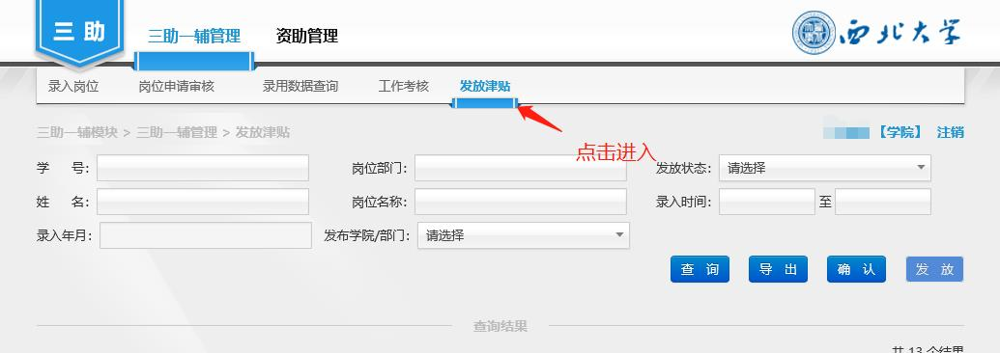 三助
三助一辅管理 资助管理
西北大学
录入岗位 岗位申请审核 录用数据查询 工作考核 发放津贴
三助一辅模块 > 三助一辅管理 > 发放津贴
【学院】 注销
点击进入
学 号： 岗位部门： 发放状态： 请选择
姓 名： 岗位名称： 录入时间： 至
录入年月： 发布学院/部门： 请选择
查 询 导 出 确 认 发 放
查询结果
共 13 个结果